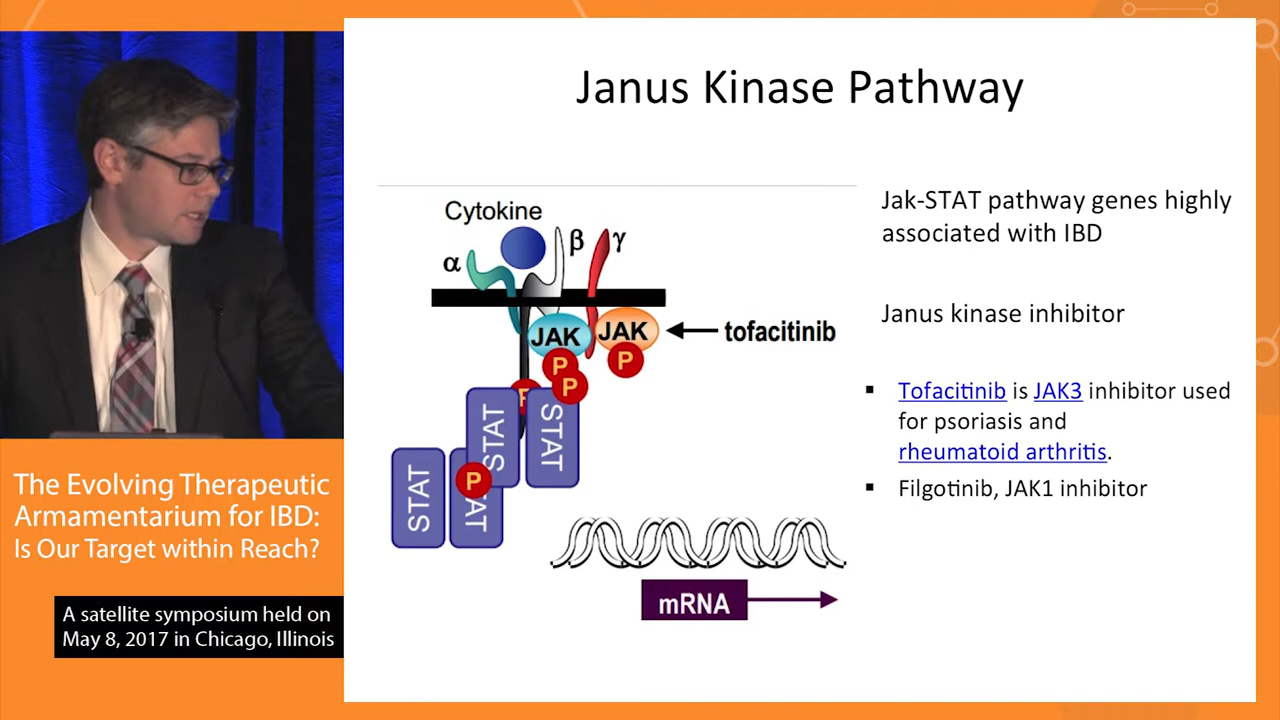 Janus Kinase Pathway
Cytokine
α
β
γ
JAK
JAK
tofacitinib
P
P
P
P
STAT
STAT
STAT
P
TAT
mRNA
Jak-STAT pathway genes highly
associated with IBD
Janus kinase inhibitor
▪ Tofacitinib is JAK3 inhibitor used
for psoriasis and
rheumatoid arthritis.
▪ Filgotinib, JAK1 inhibitor
The Evolving Therapeutic
Armamentarium for IBD:
Is Our Target within Reach?
A satellite symposium held on
May 8, 2017 in Chicago, Illinois